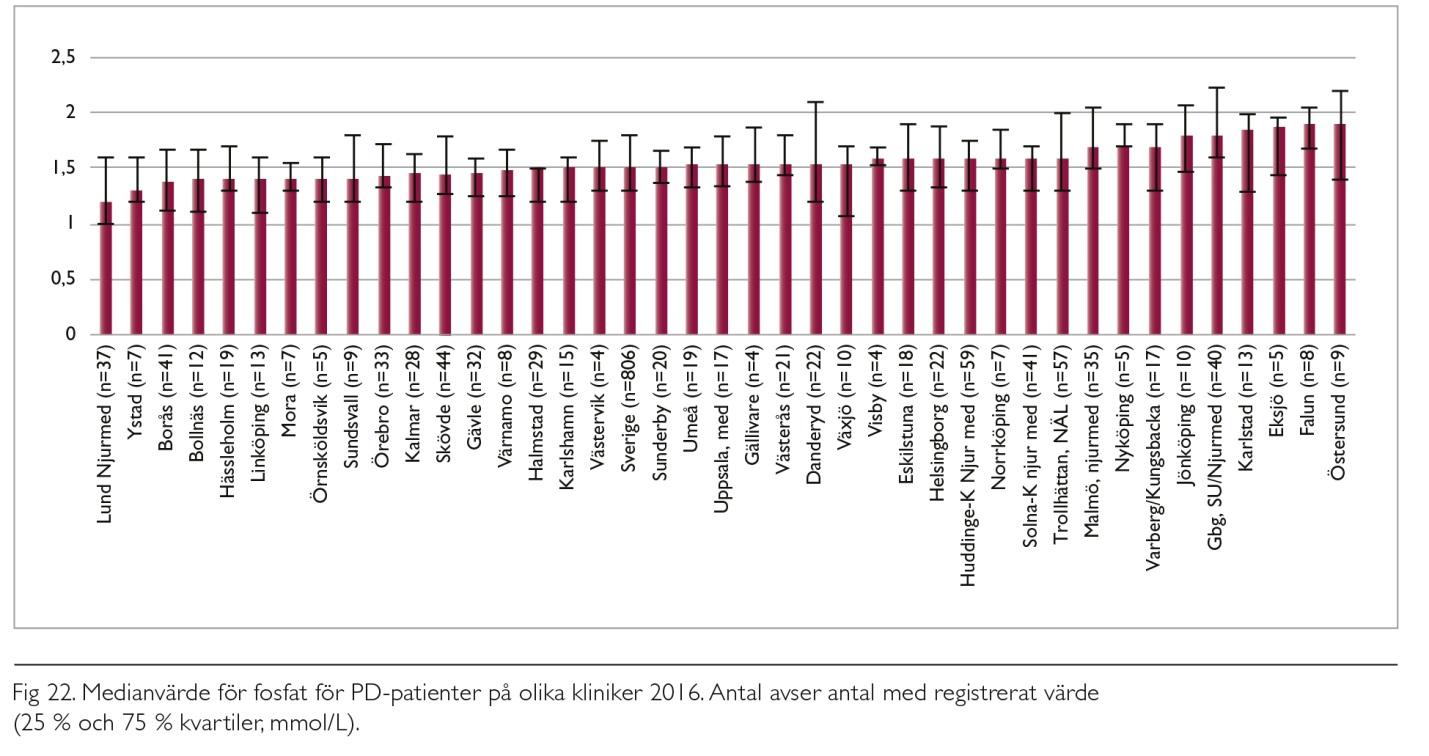 2,5
2
1,5
1
0,5
0
Lund Njurmed (n=37)
Ystad (n=7)
Borås (n=41)
Bollnäs (n=12)
Hässleholm (n=19)
Linköping (n=13)
Mora (n=7)
Örnsköldsvik (n=5)
Sundsvall (n=9)
Örebro (n=33)
Kalmar (n=28)
Skövde (n=44)
Gävle (n=32)
Värnamo (n=8)
Halmstad (n=29)
Karlshamn (n=15)
Västervik (n=4)
Sverige (n=806)
Sunderby (n=20)
Umeå (n=19)
Uppsala, med (n=17)
Gällivare (n=4)
Västerås (n=21)
Danderyd (n=22)
Växjö (n=10)
Visby (n=4)
Eskilstuna (n=18)
Helsingborg (n=22)
Huddinge-K Njur med (n=59)
Norrköping (n=7)
Solna-K njur med (n=41)
Trollhättan, NÄL (n=57)
Malmö, njurmed (n=35)
Nyköping (n=5)
Varberg/Kungsbacka (n=17)
Jönköping (n=10)
Gbg, SU/Njurmed (n=40)
Karlstad (n=13)
Eksjö (n=5)
Falun (n=8)
Östersund (n=9)
Fig 22. Medianvärde för fosfat för PD-patienter på olika kliniker 2016. Antal avser antal med registrerat värde
(25 % och 75 % kvartiler, mmol/L).